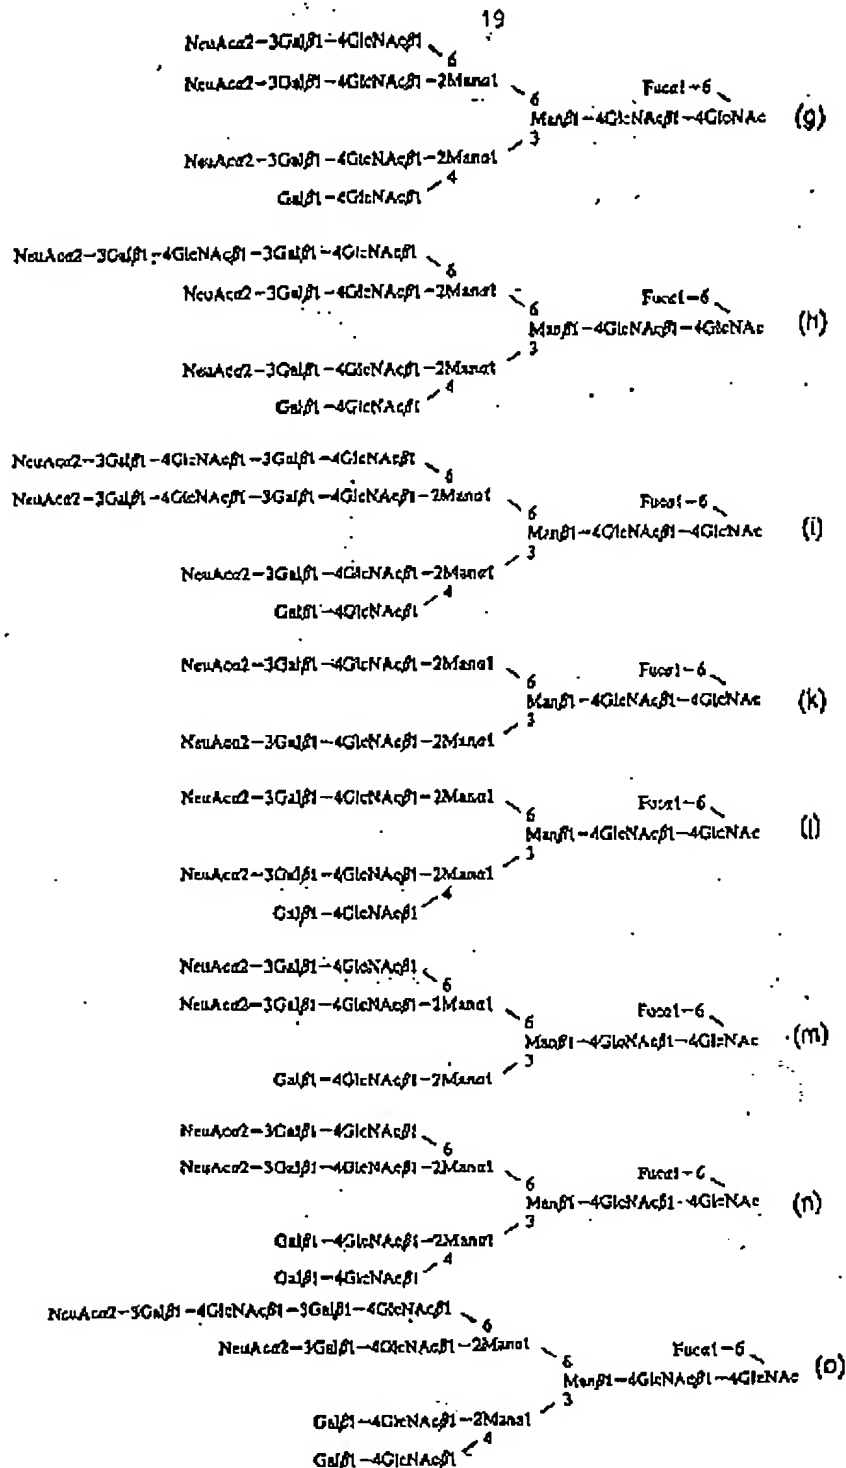 19
NeuAcα2-3Galβ1-4GlcNAcβ1
6
NeuAcα2-3Galβ1-4GlcNAcβ1-2Manα1
6
Fucα1-6
Manβ1-4GlcNAcβ1-4GlcNAc (g)
3
NeuAcα2-3Galβ1-4GlcNAcβ1-2Manα1
4
Galβ1-4GlcNAcβ1
NeuAcα2-3Galβ1-4GlcNAcβ1-3Galβ1-4GlcNAcβ1
6
NeuAcα2-3Galβ1-4GlcNAcβ1-2Manα1
6
Fucα1-6
Manβ1-4GlcNAcβ1-4GlcNAc (h)
3
NeuAcα2-3Galβ1-4GlcNAcβ1-2Manα1
4
Galβ1-4GlcNAcβ1
NeuAcα2-3Galβ1-4GlcNAcβ1-3Galβ1-4GlcNAcβ1
6
NeuAcα2-3Galβ1-4GlcNAcβ1-3Galβ1-4GlcNAcβ1-2Manα1
6
Fucα1-6
Manβ1-4GlcNAcβ1-4GlcNAc (i)
3
NeuAcα2-3Galβ1-4GlcNAcβ1-2Manα1
4
Galβ1-4GlcNAcβ1
NeuAcα2-3Galβ1-4GlcNAcβ1-2Manα1
6
Fucα1-6
Manβ1-4GlcNAcβ1-4GlcNAc (k)
3
NeuAcα2-3Galβ1-4GlcNAcβ1-2Manα1
NeuAcα2-3Galβ1-4GlcNAcβ1-2Manα1
6
Fucα1-6
Manβ1-4GlcNAcβ1-4GlcNAc (l)
3
NeuAcα2-3Galβ1-4GlcNAcβ1-2Manα1
4
Galβ1-4GlcNAcβ1
NeuAcα2-3Galβ1-4GlcNAcβ1
6
NeuAcα2-3Galβ1-4GlcNAcβ1-2Manα1
6
Fucα1-6
Manβ1-4GlcNAcβ1-4GlcNAc (m)
3
Galβ1-4GlcNAcβ1-2Manα1
NeuAcα2-3Galβ1-4GlcNAcβ1
6
NeuAcα2-3Galβ1-4GlcNAcβ1-2Manα1
6
Fucα1-6
Manβ1-4GlcNAcβ1-4GlcNAc (n)
3
Galβ1-4GlcNAcβ1-2Manα1
4
Galβ1-4GlcNAcβ1
NeuAcα2-3Galβ1-4GlcNAcβ1-3Galβ1-4GlcNAcβ1
6
NeuAcα2-3Galβ1-4GlcNAcβ1-2Manα1
6
Fucα1-6
Manβ1-4GlcNAcβ1-4GlcNAc (o)
3
Galβ1-4GlcNAcβ1-2Manα1
4
Galβ1-4GlcNAcβ1